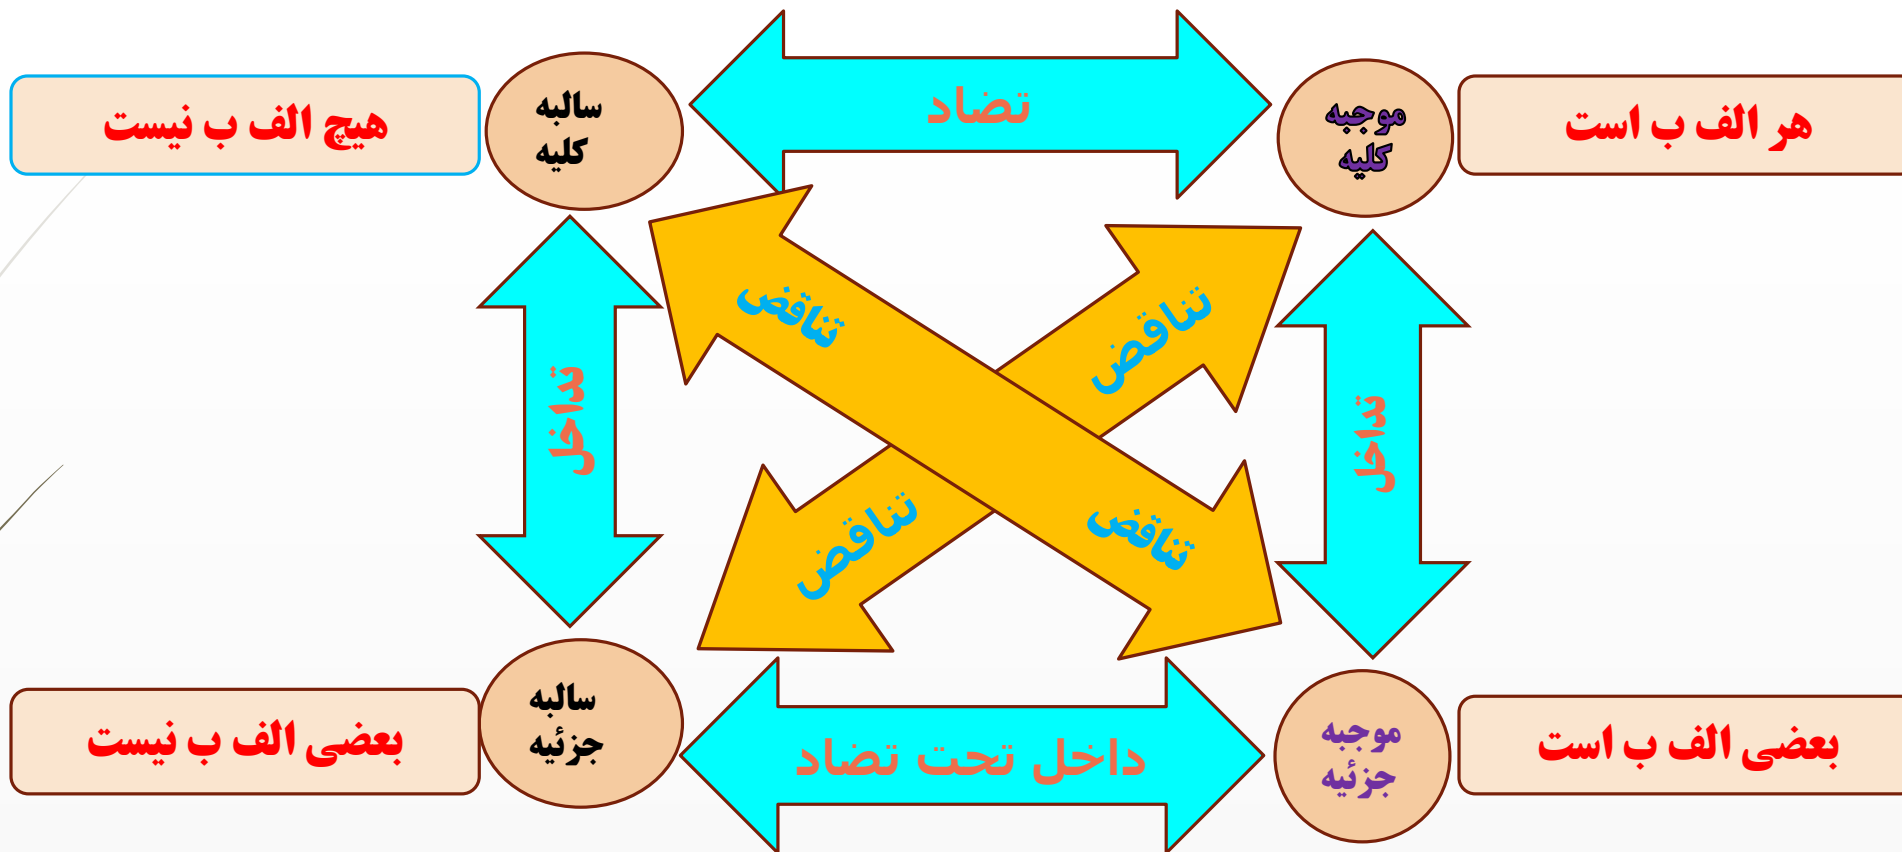 تضاد
هر الف ب است
موجبه
کلیه
سالبه
کلیه
هیچ الف ب نیست
تناقض
تناقض
تداخل
تداخل
تناقض
تناقض
بعضی الف ب است
موجبه
جزئیه
داخل تحت تضاد
سالبه
جزئیه
بعضی الف ب نیست